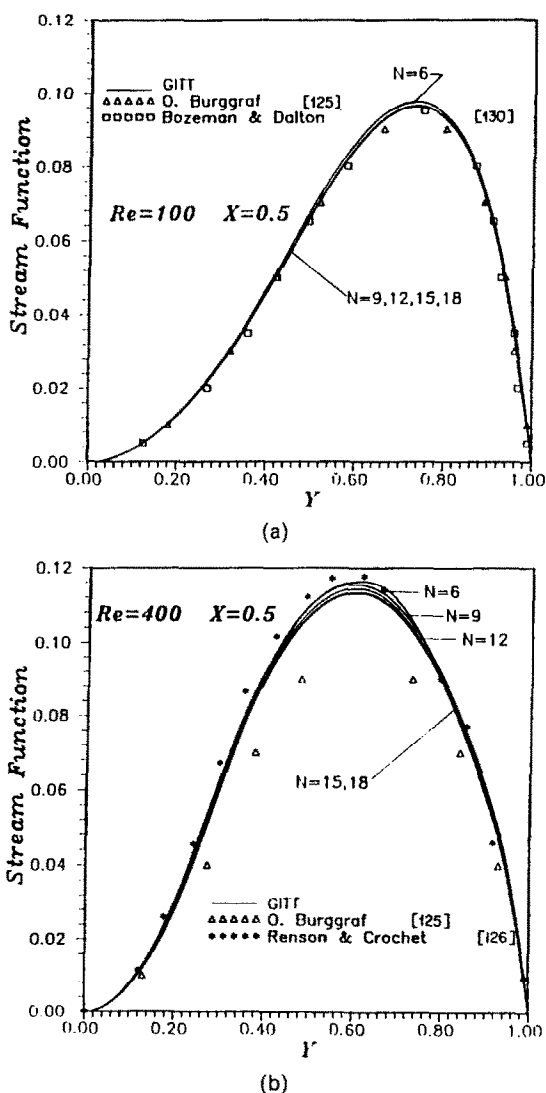 0.12
0.10
0.08
0.06
0.04
0.02
0.00
Stream Function
GITT
O. Burggraf [125]
Bozeman & Dalton [130]
N=6
Re=100 X=0.5
N=9,12,15,18
0.00 0.20 0.40 0.60 0.80 1.00
Y
(a)
0.12
0.10
0.08
0.06
0.04
0.02
0.00
Stream Function
Re=400 X=0.5
N=6
N=9
N=12
N=15,18
GITT
O. Burggraf [125]
Renson & Crochet [126]
0.00 0.20 0.40 0.60 0.80 1.00
Y
(b)